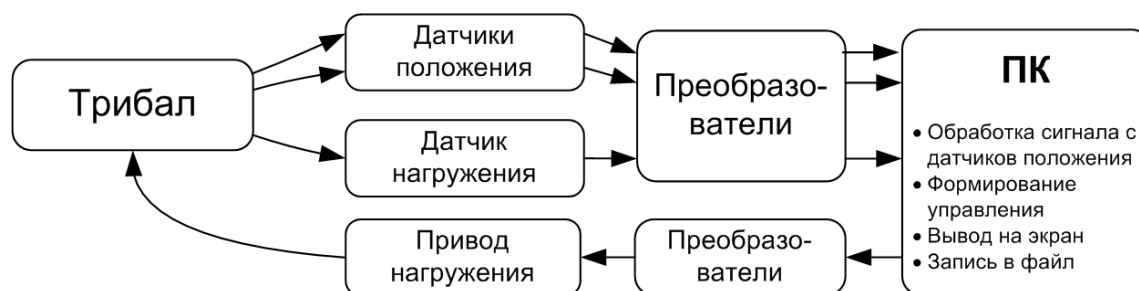 Трибал
Датчики
положения
Датчик
нагружения
Привод
нагружения
Преобразо-
ватели
Преобразо-
ватели
ПК
• Обработка сигнала с
датчиков положения
• Формирование
управления
• Вывод на экран
• Запись в файл